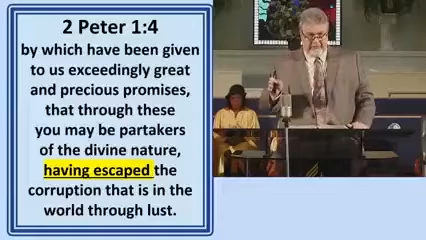 2 Peter 1:4
by which have been given
to us exceedingly great
and precious promises,
that through these
you may be partakers
of the divine nature,
having escaped the
corruption that is in the
world through lust.